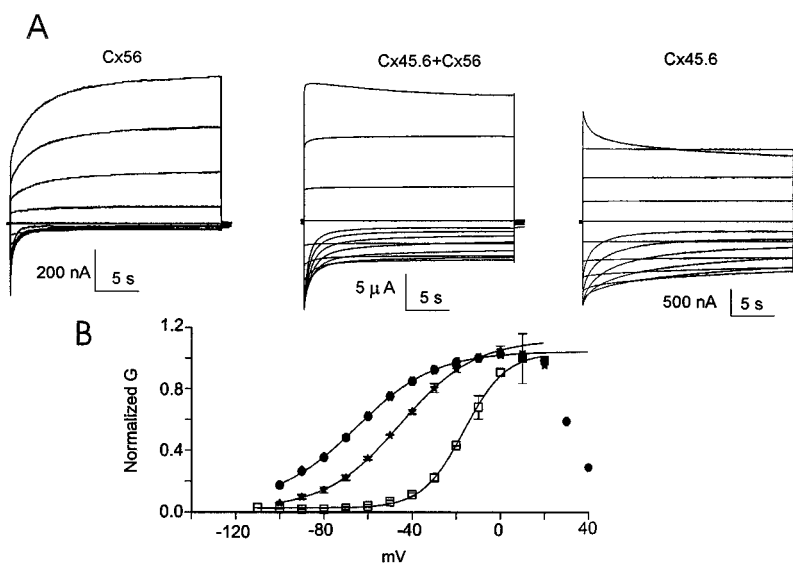 A
Cx56
Cx45.6+Cx56
Cx45.6
200 nA
5 s
5 μA
5 s
500 nA
5 s
B
Normalized G
1.2
0.8
0.4
0.0
-120
-80
-40
0
40
mV